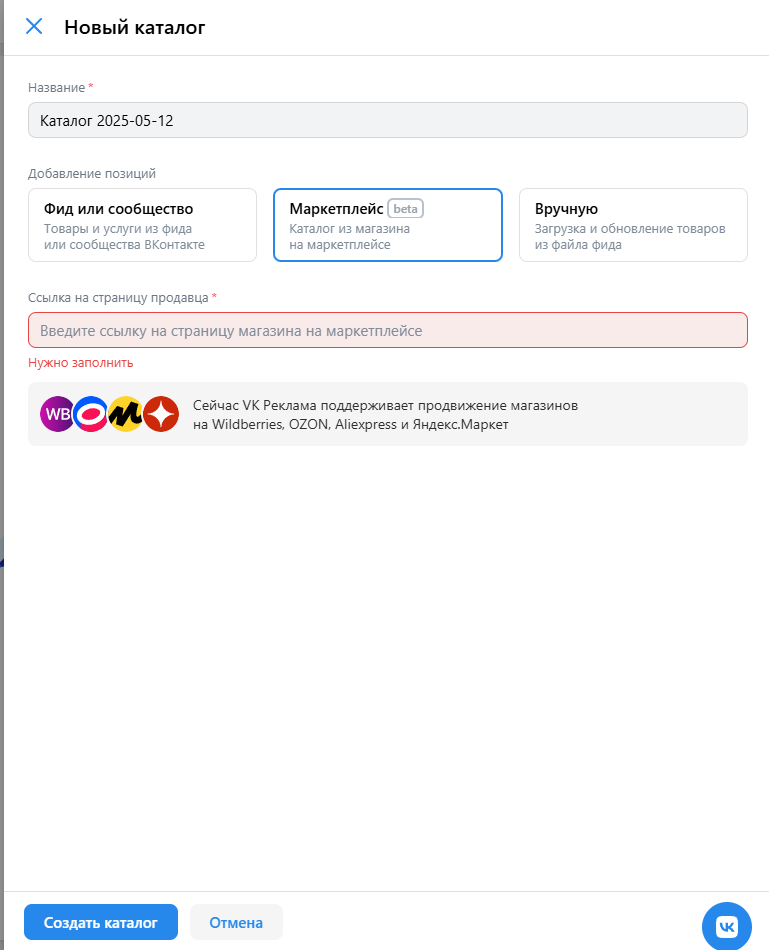 Новый каталог
Название *
Каталог 2025-05-12
Добавление позиций
Фид или сообщество
Товары и услуги из фида
или сообщества ВКонтакте
Маркетплейс beta
Каталог из магазина
на маркетплейсе
Вручную
Загрузка и обновление товаров
из файла фида
Ссылка на страницу продавца *
Введите ссылку на страницу магазина на маркетплейсе
Нужно заполнить
WB
Сейчас VK Реклама поддерживает продвижение магазинов
на Wildberries, OZON, Aliexpress и Яндекс.Маркет
Создать каталог
Отмена